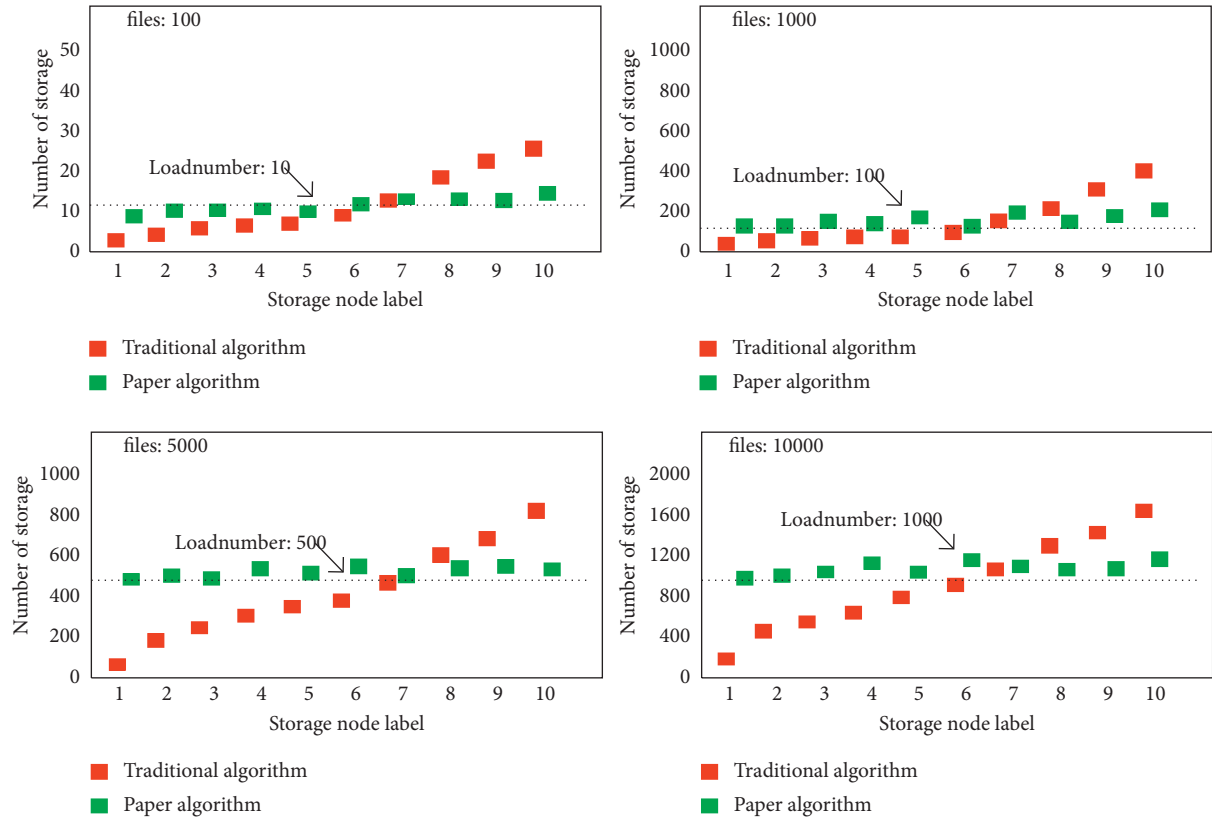 files: 100
Number of storage
50
40
30
20
10
0
Loadnumber: 10
1 2 3 4 5 6 7 8 9 10
Storage node label
Traditional algorithm
Paper algorithm
files: 1000
Number of storage
1000
800
600
400
200
0
Loadnumber: 100
1 2 3 4 5 6 7 8 9 10
Storage node label
Traditional algorithm
Paper algorithm
files: 5000
Number of storage
1000
800
600
400
200
0
Loadnumber: 500
1 2 3 4 5 6 7 8 9 10
Storage node label
Traditional algorithm
Paper algorithm
files: 10000
Number of storage
2000
1600
1200
800
400
0
Loadnumber: 1000
1 2 3 4 5 6 7 8 9 10
Storage node label
Traditional algorithm
Paper algorithm